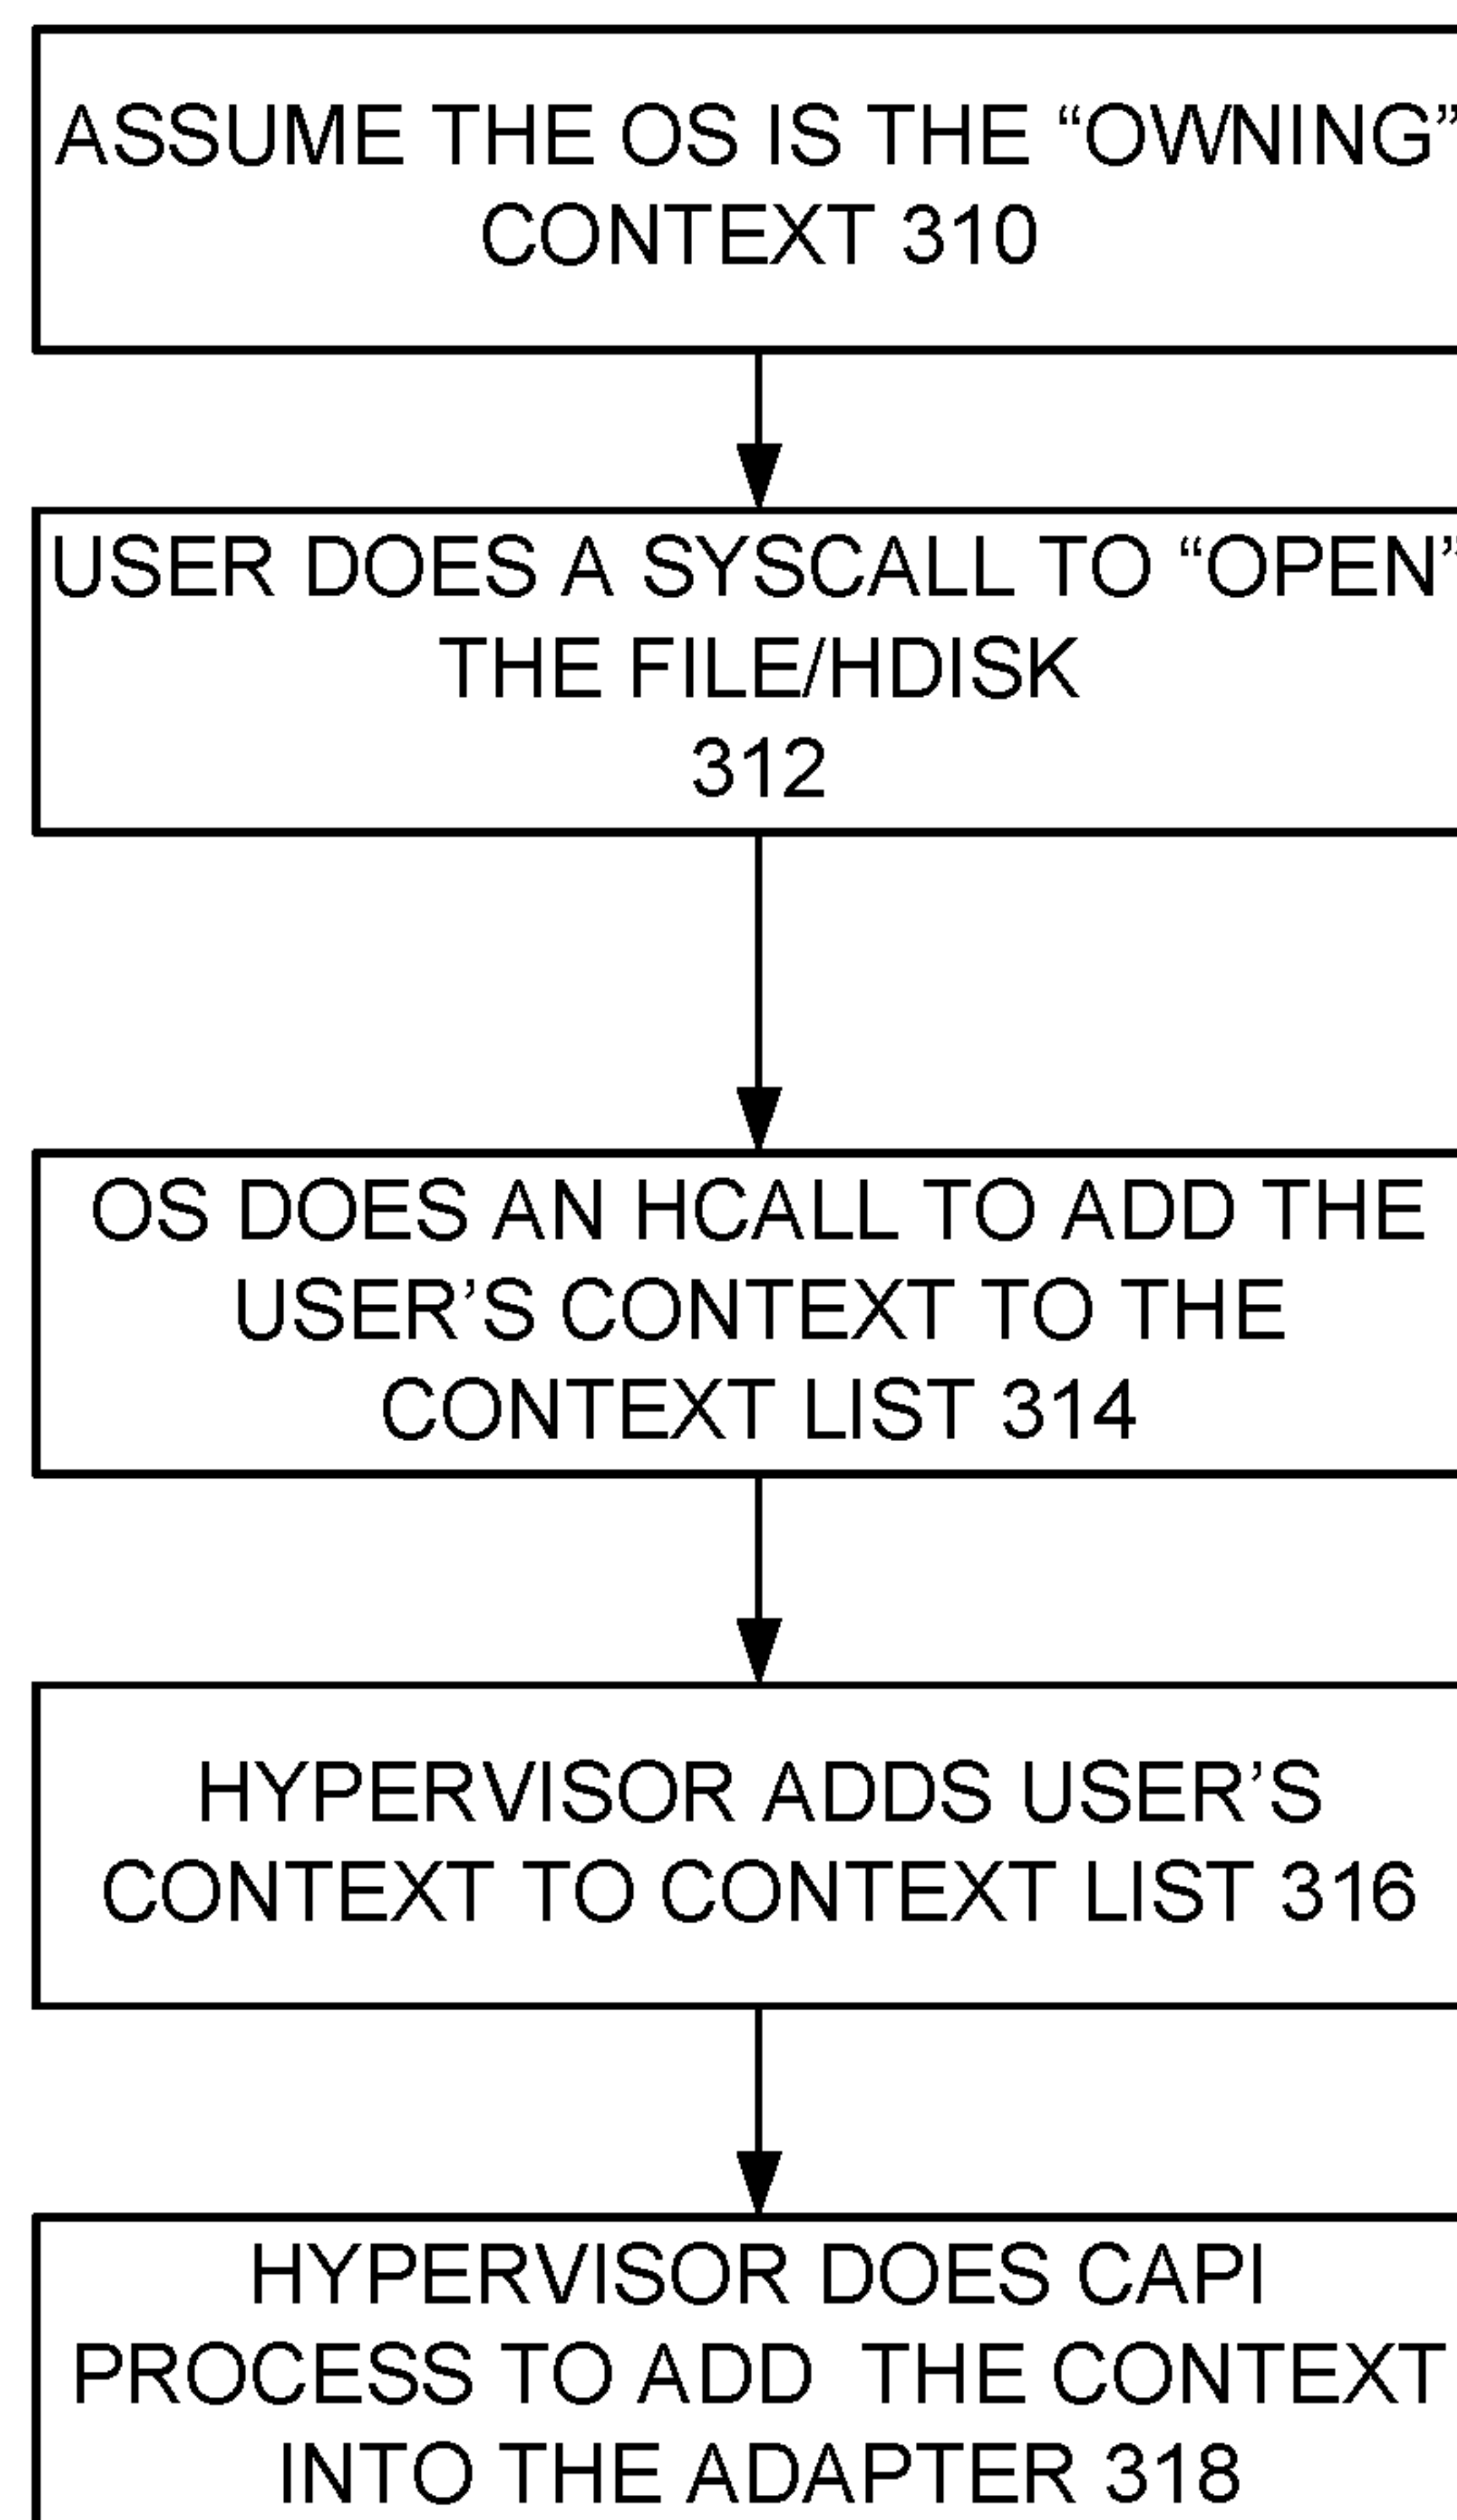 ASSUME THE OS IS THE “OWNING”
CONTEXT 310
USER DOES A SYSCALL TO “OPEN”
THE FILE/HDISK
312
OS DOES AN HCALL TO ADD THE
USER’S CONTEXT TO THE
CONTEXT LIST 314
HYPERVISOR ADDS USER’S
CONTEXT TO CONTEXT LIST 316
HYPERVISOR DOES CAPI
PROCESS TO ADD THE CONTEXT
INTO THE ADAPTER 318